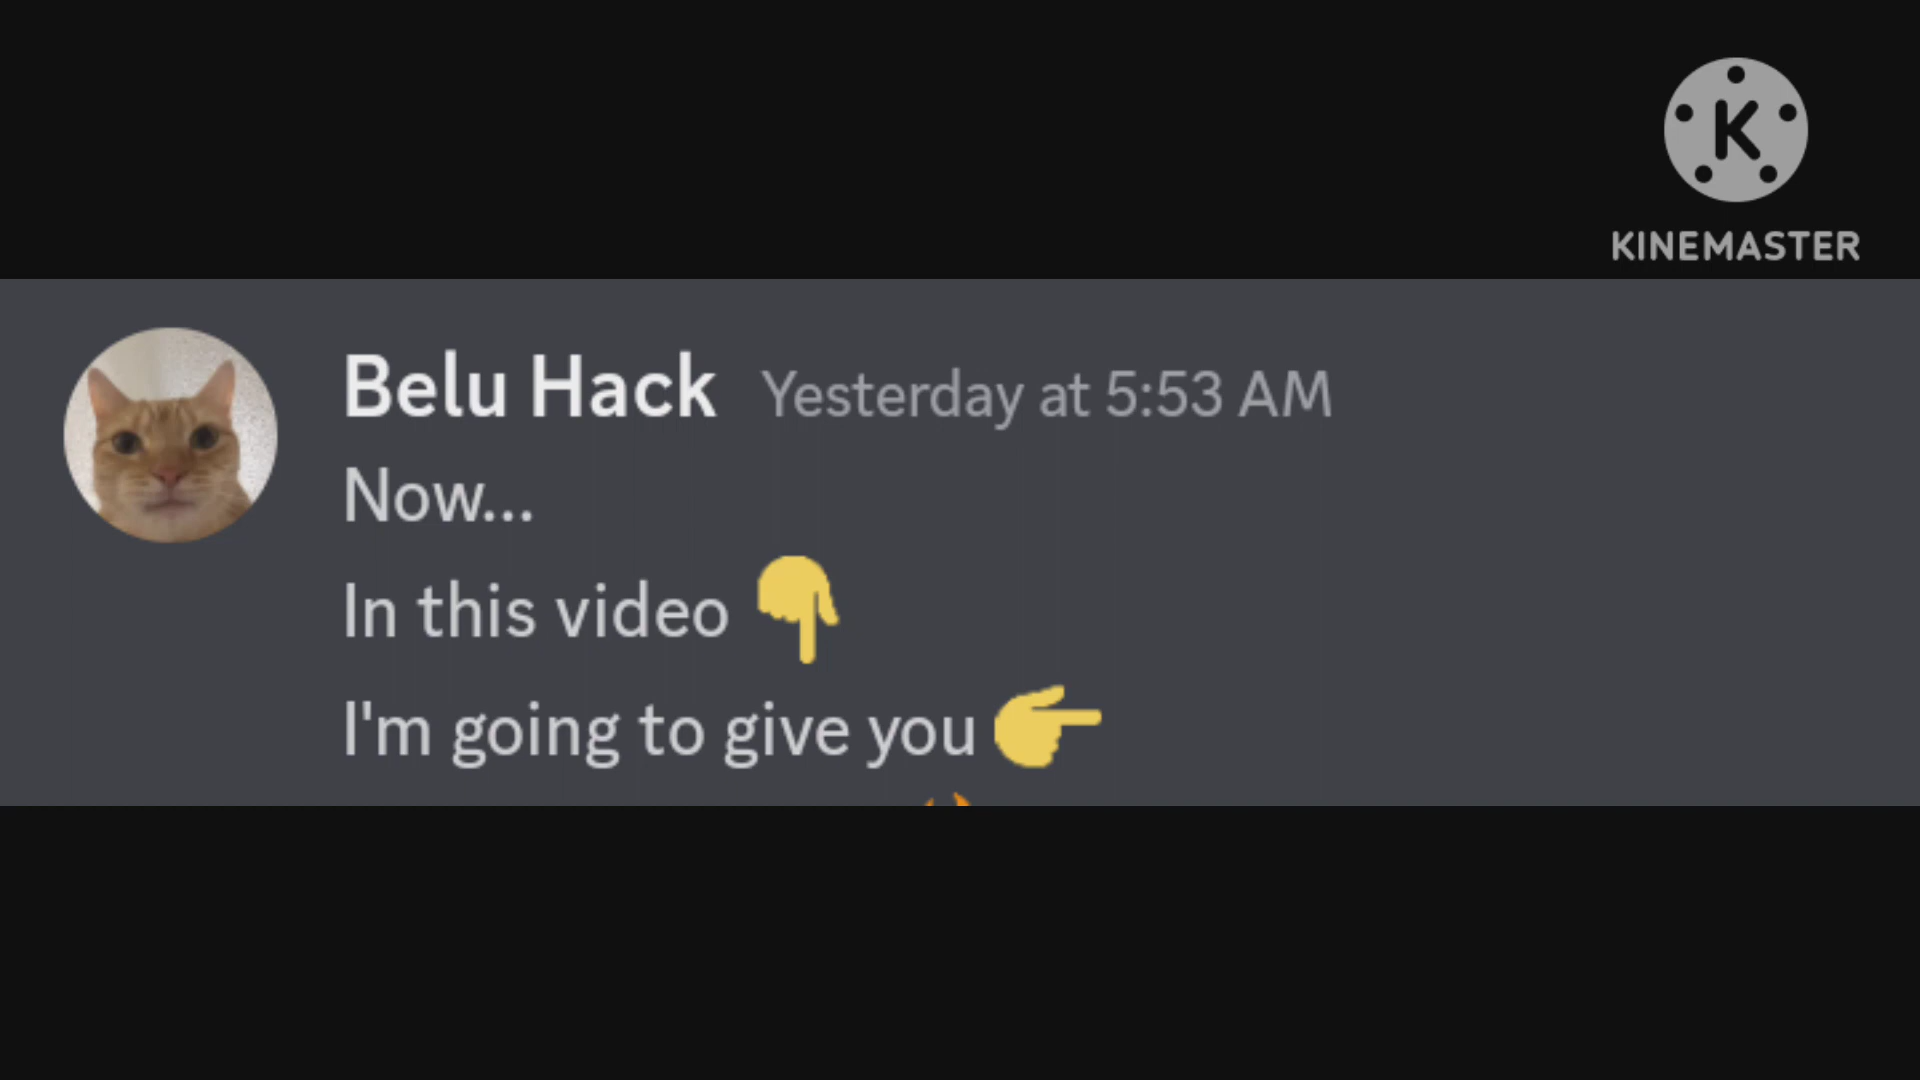 K
KINEMASTER
Belu Hack Yesterday at 5:53 AM
Now...
In this video 👇
I'm going to give you 👉